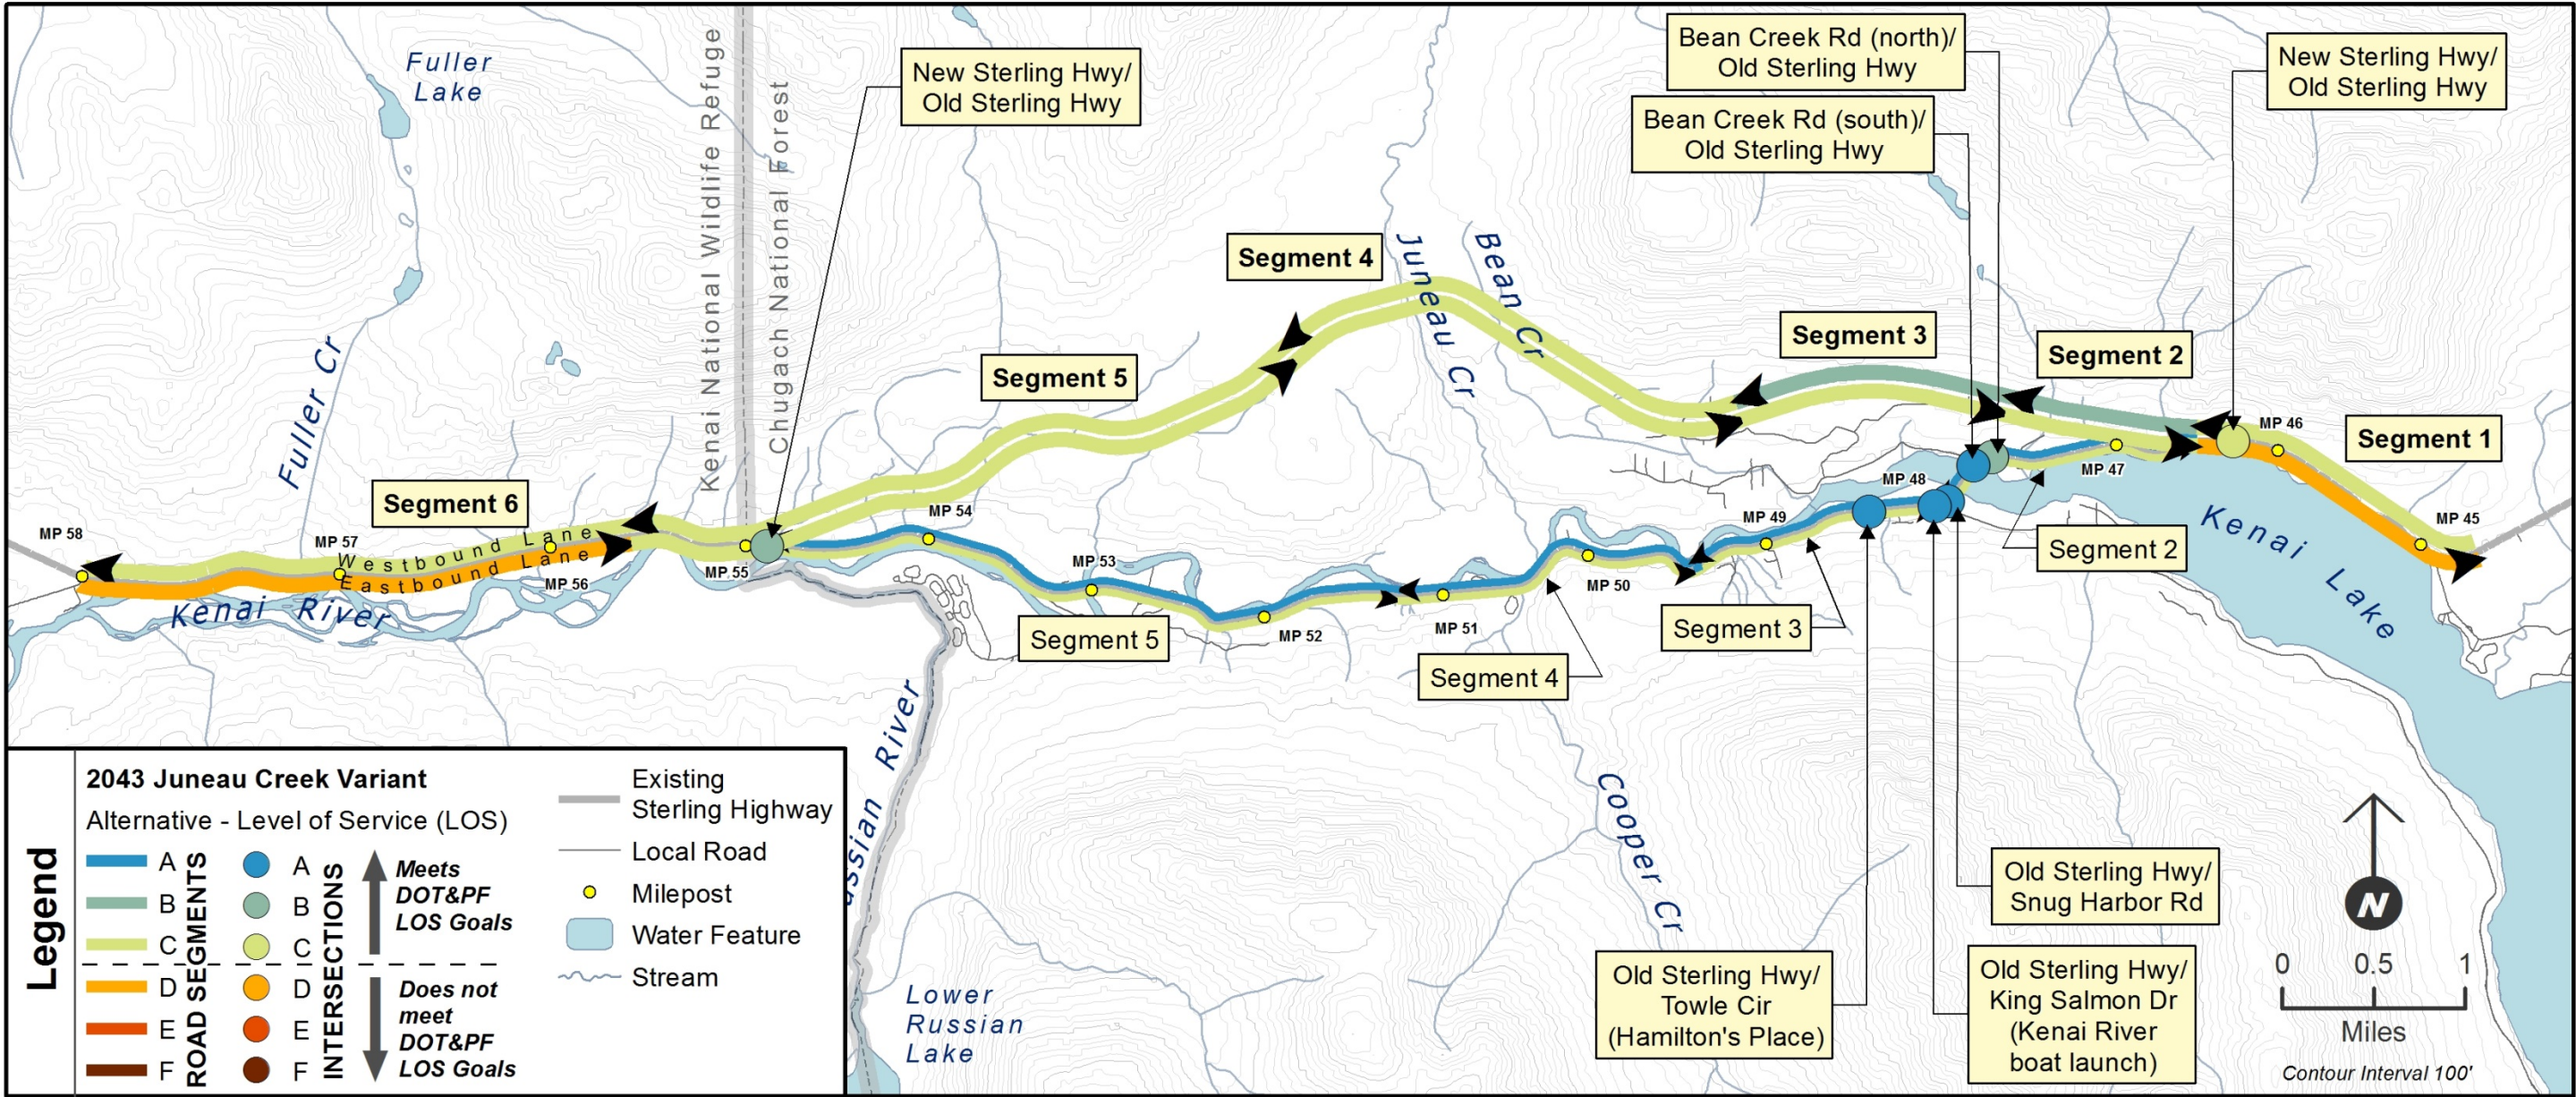 Fuller
Lake
Kenai National Wildlife Refuge
Chugach National Forest
New Sterling Hwy/
Old Sterling Hwy
Bean Creek Rd (north)/
Old Sterling Hwy
Bean Creek Rd (south)/
Old Sterling Hwy
New Sterling Hwy/
Old Sterling Hwy
Segment 4
Juneau Cr
Bean Cr
Segment 3
Segment 2
Segment 5
Fuller Cr
Segment 1
MP 46
MP 47
MP 48
MP 45
Segment 6
MP 58
MP 57
Westbound Lane
Eastbound Lane
MP 56
MP 55
MP 54
MP 53
MP 52
MP 51
MP 50
MP 49
Kenai River
Kenai Lake
Segment 2
Segment 3
Segment 4
Segment 5
Russian River
Cooper Cr
Lower
Russian
Lake
Old Sterling Hwy/
Snug Harbor Rd
Old Sterling Hwy/
Towle Cir
(Hamilton's Place)
Old Sterling Hwy/
King Salmon Dr
(Kenai River
boat launch)
N
0 0.5 1
Miles
Contour Interval 100'
Legend
2043 Juneau Creek Variant
Alternative - Level of Service (LOS)
ROAD SEGMENTS
A
B
C
D
E
F
INTERSECTIONS
A
B
C
D
E
F
Meets
DOT&PF
LOS Goals
Does not
meet
DOT&PF
LOS Goals
Existing
Sterling Highway
Local Road
Milepost
Water Feature
Stream